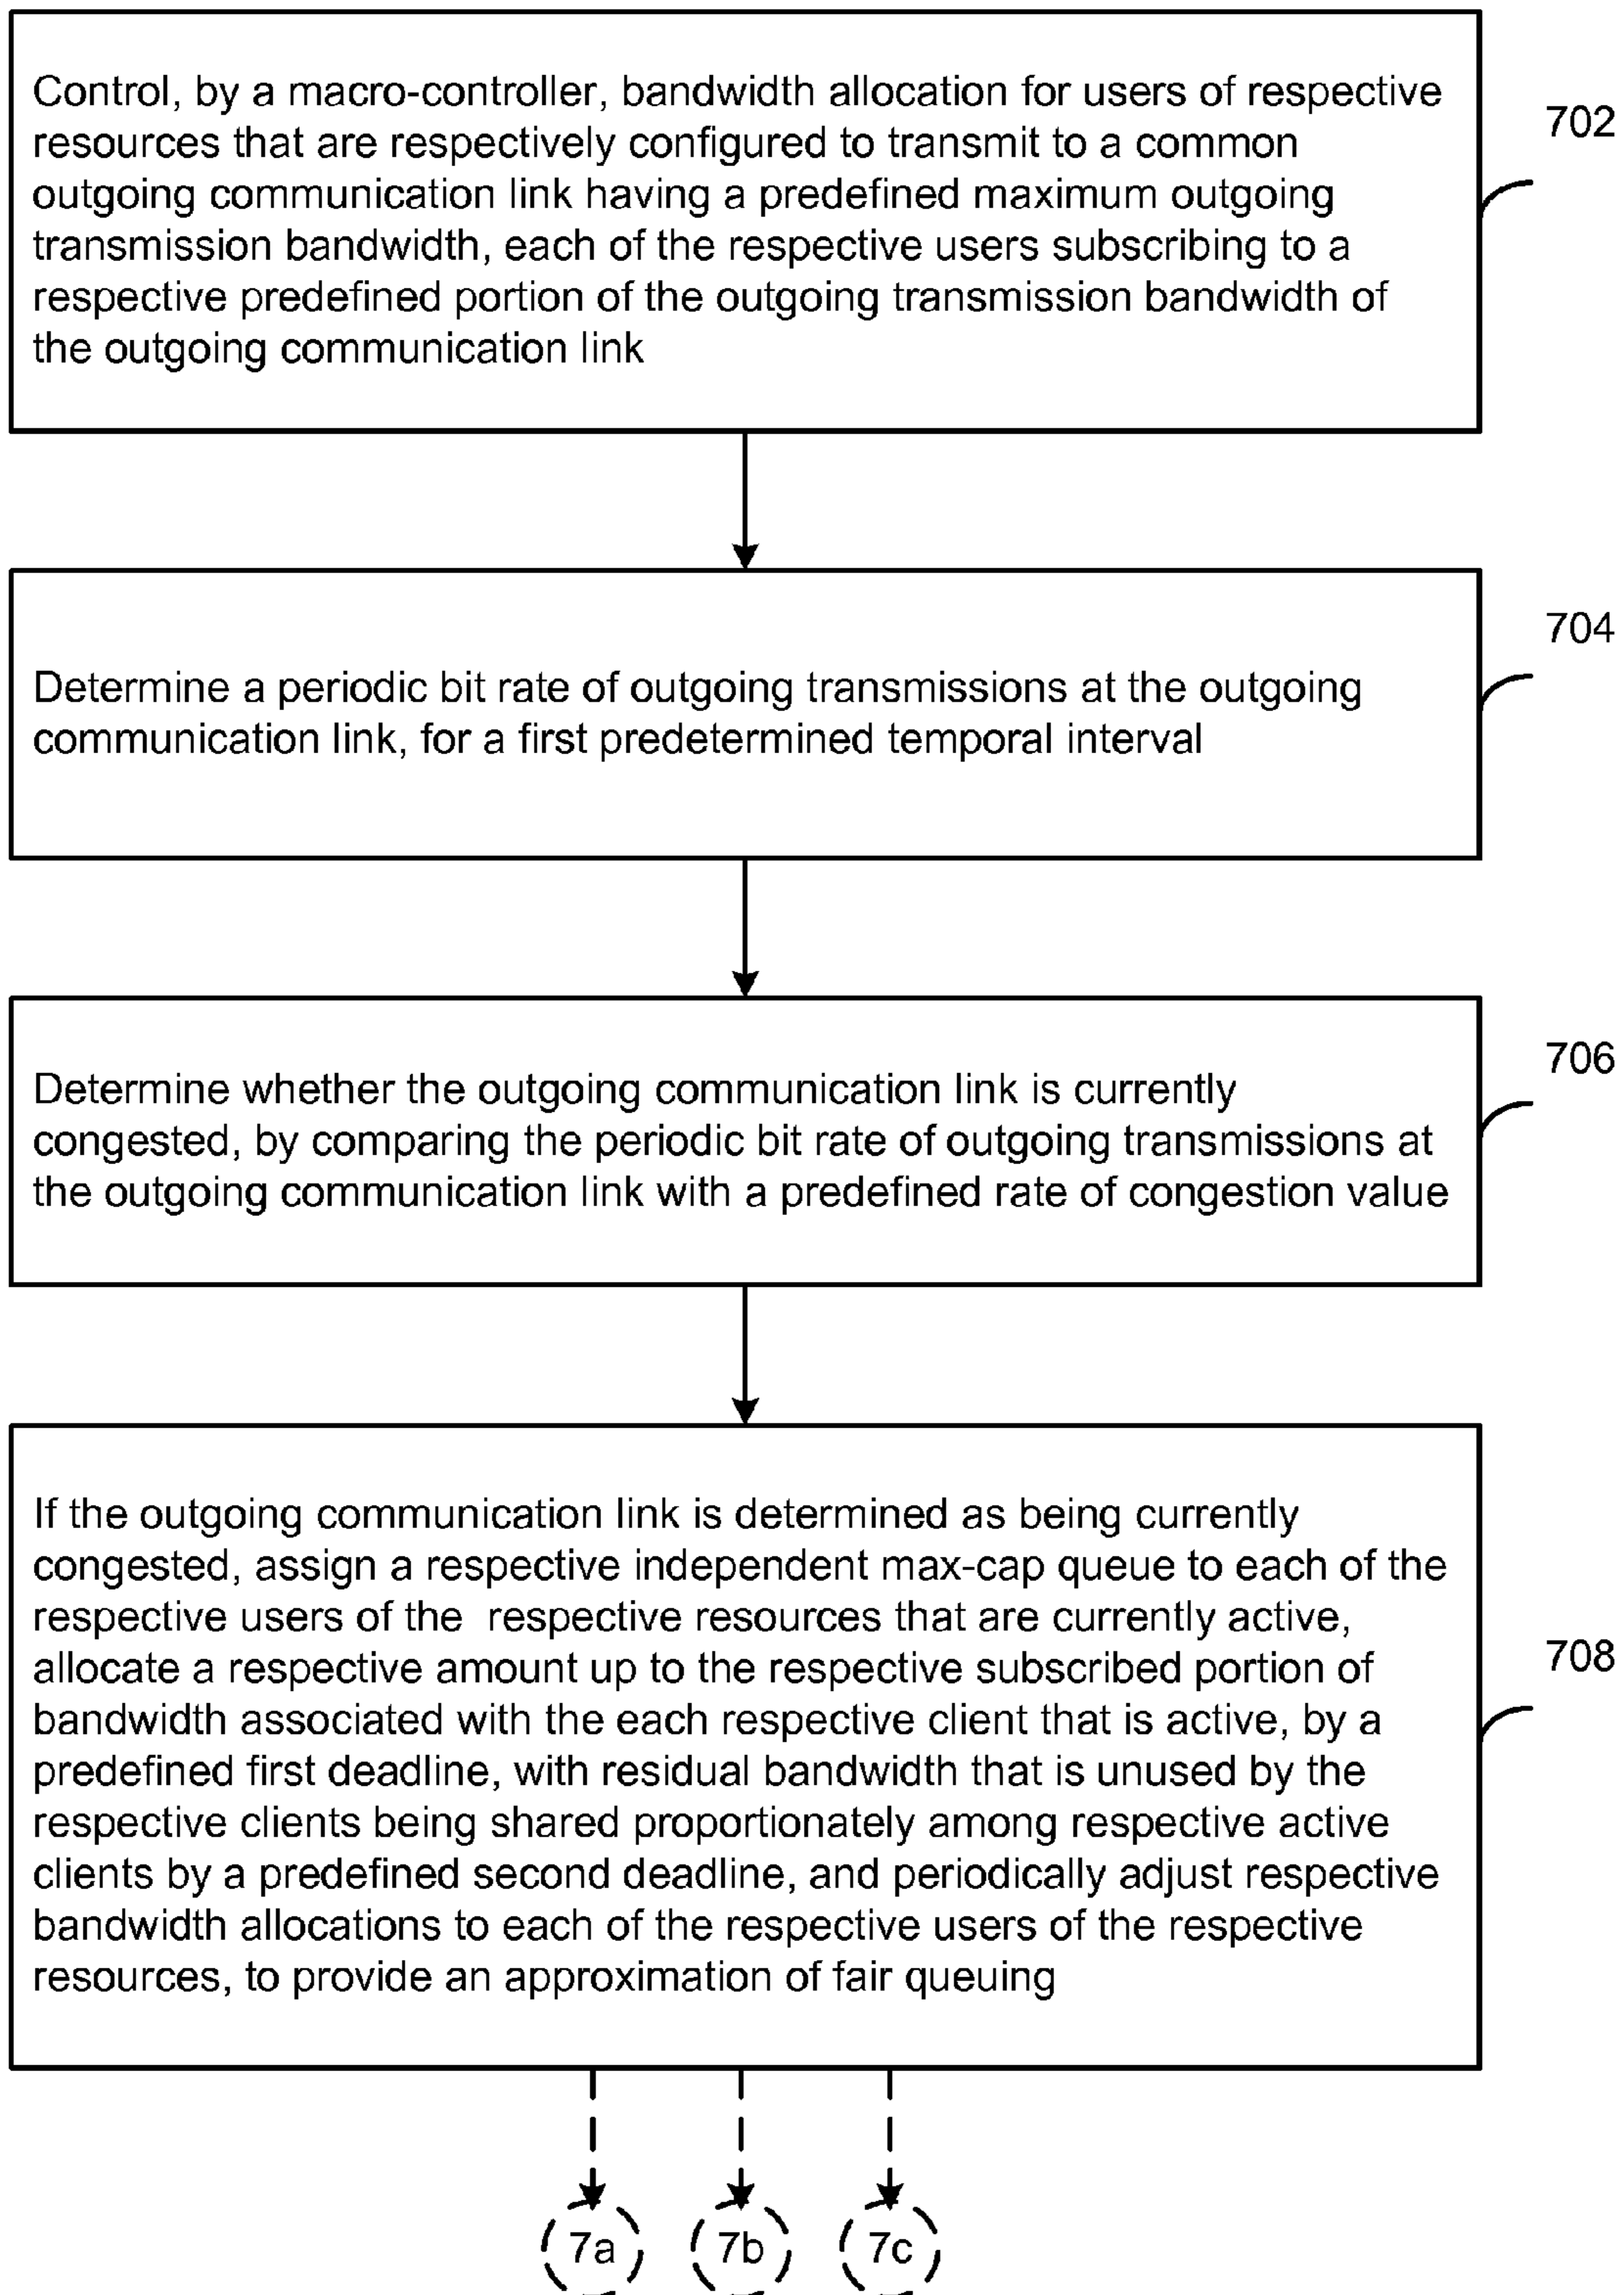 Control, by a macro-controller, bandwidth allocation for users of respective
resources that are respectively configured to transmit to a common
outgoing communication link having a predefined maximum outgoing
transmission bandwidth, each of the respective users subscribing to a
respective predefined portion of the outgoing transmission bandwidth of
the outgoing communication link
702
Determine a periodic bit rate of outgoing transmissions at the outgoing
communication link, for a first predetermined temporal interval
704
Determine whether the outgoing communication link is currently
congested, by comparing the periodic bit rate of outgoing transmissions at
the outgoing communication link with a predefined rate of congestion value
706
If the outgoing communication link is determined as being currently
congested, assign a respective independent max-cap queue to each of the
respective users of the respective resources that are currently active,
allocate a respective amount up to the respective subscribed portion of
bandwidth associated with the each respective client that is active, by a
predefined first deadline, with residual bandwidth that is unused by the
respective clients being shared proportionately among respective active
clients by a predefined second deadline, and periodically adjust respective
bandwidth allocations to each of the respective users of the respective
resources, to provide an approximation of fair queuing
708
7a 7b 7c